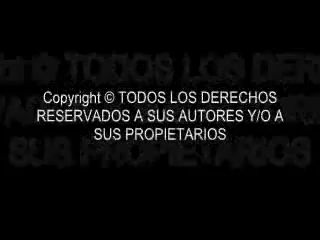 Copyright © TODOS LOS DERECHOS
RESERVADOS A SUS AUTORES Y/O A
SUS PROPIETARIOS